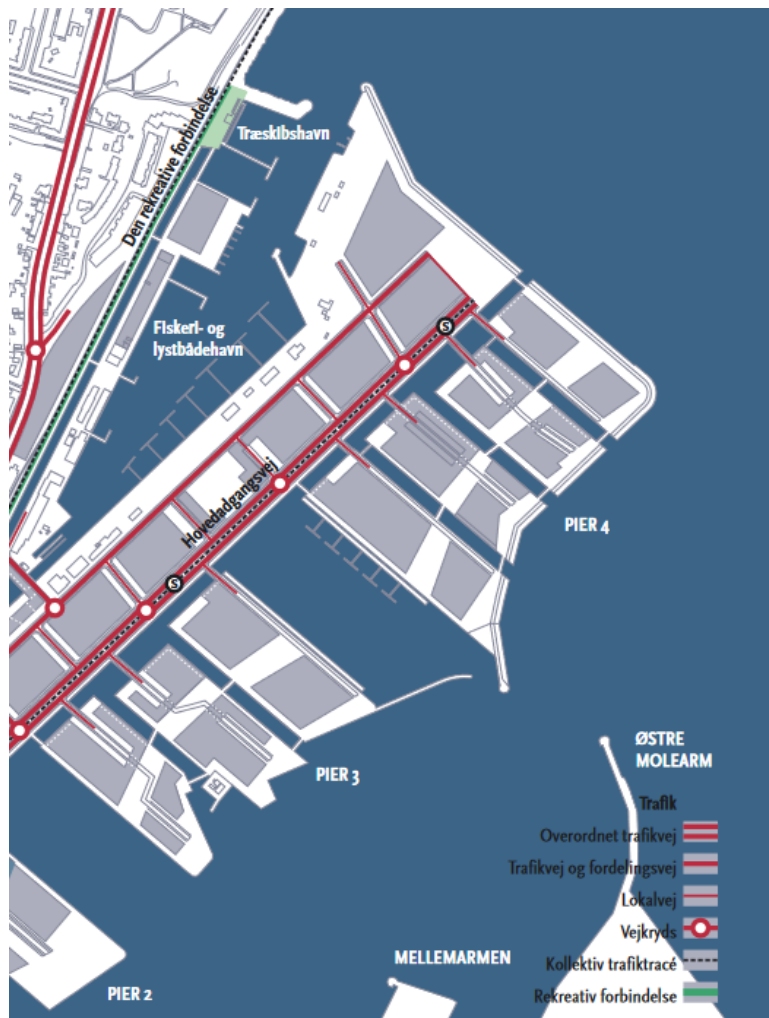 Den rekreative forbindelse
Træskibshavn
Fiskeri- og
lystbådehavn
S
Hovedadgangsvej
S
PIER 4
PIER 3
ØSTRE
MOLEARM
Trafik
Overordnet trafikvej
Trafikvej og fordelingsvej
Lokalvej
Vejkryds
Kollektiv trafiktracé
Rekreativ forbindelse
MELLEMARMEN
PIER 2